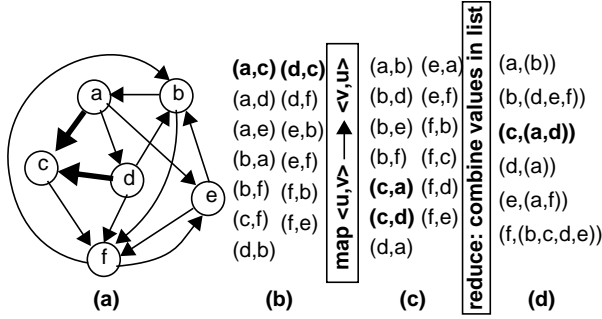 a
b
c
d
e
f
(a)
(a,c) (d,c)
(a,d) (d,f)
(a,e) (e,b)
(b,a) (e,f)
(b,f) (f,b)
(c,f) (f,e)
(d,b)
(b)
map <u,v> <v,u>
(a,b) (e,a)
(b,d) (e,f)
(b,e) (f,b)
(b,f) (f,c)
(c,a) (f,d)
(c,d) (f,e)
(d,a)
(c)
reduce: combine values in list
(a,(b))
(b,(d,e,f))
(c,(a,d))
(d,(a))
(e,(a,f))
(f,(b,c,d,e))
(d)